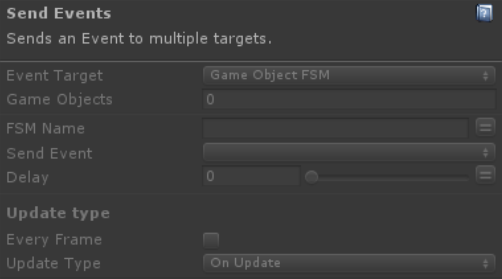 Send Events
Sends an Event to multiple targets.
Event Target Game Object FSM
Game Objects 0
FSM Name
Send Event
Delay 0
Update type
Every Frame
Update Type On Update